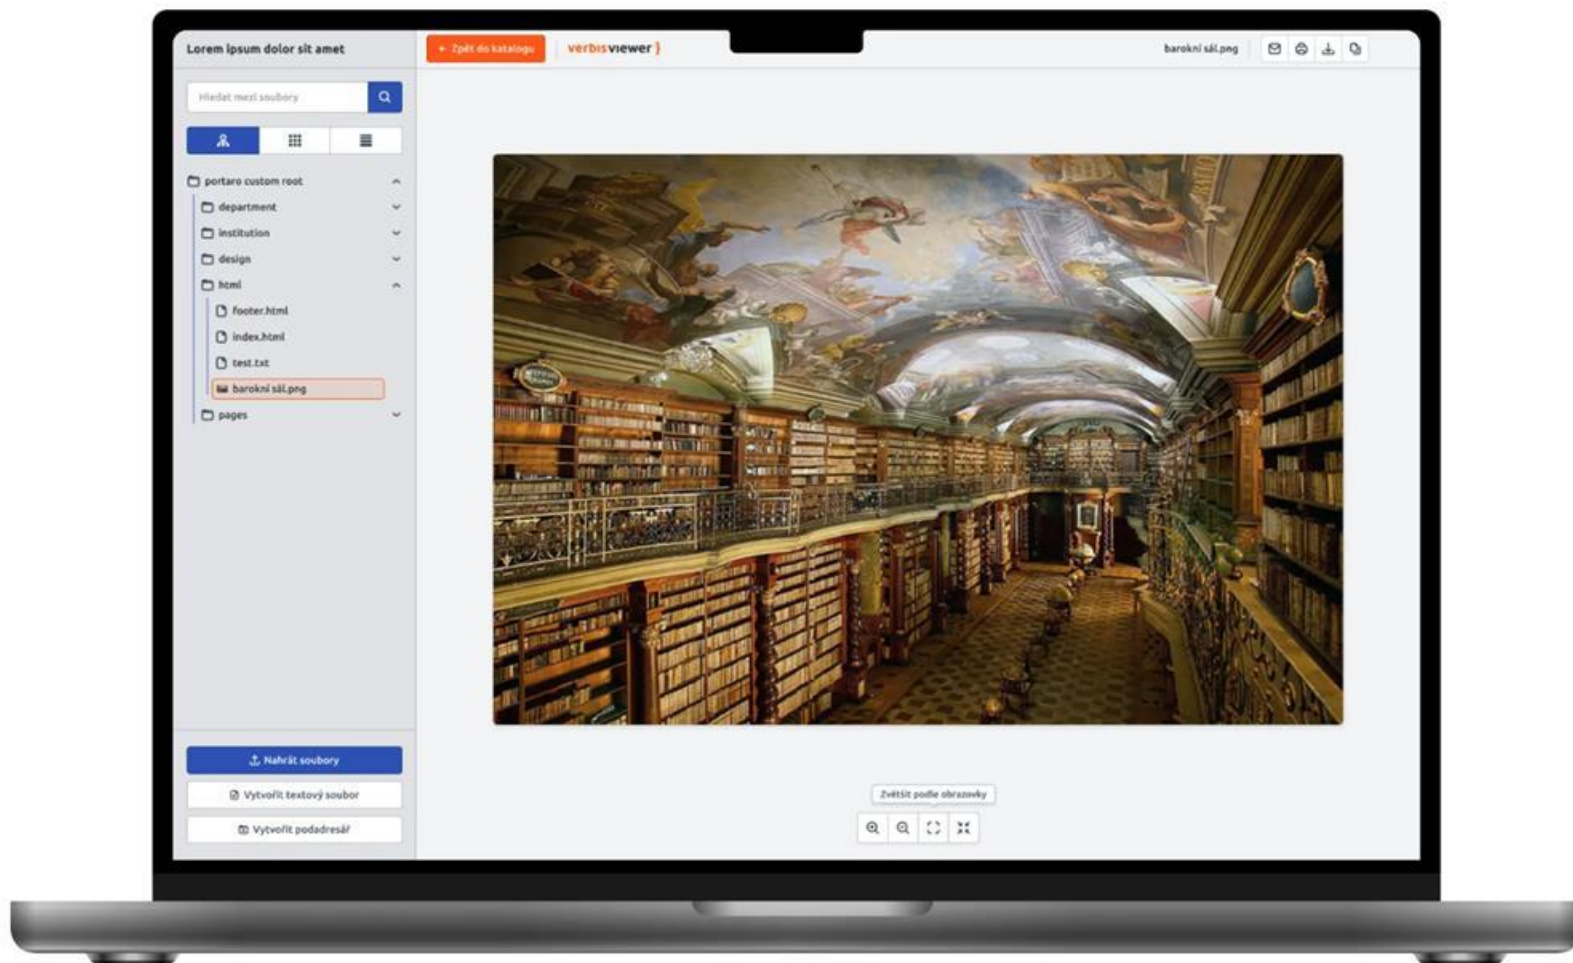 Lorem ipsum dolor sit amet
← Zpět do katalogu
verbisviewer}
barokní sál.png
Hledat mezi soubory
portaro custom root
department
institution
design
html
footer.html
index.html
test.txt
barokní sál.png
pages
Nahrát soubory
Vytvořit textový soubor
Vytvořit podadresář
Zvětšit podle obrazovky